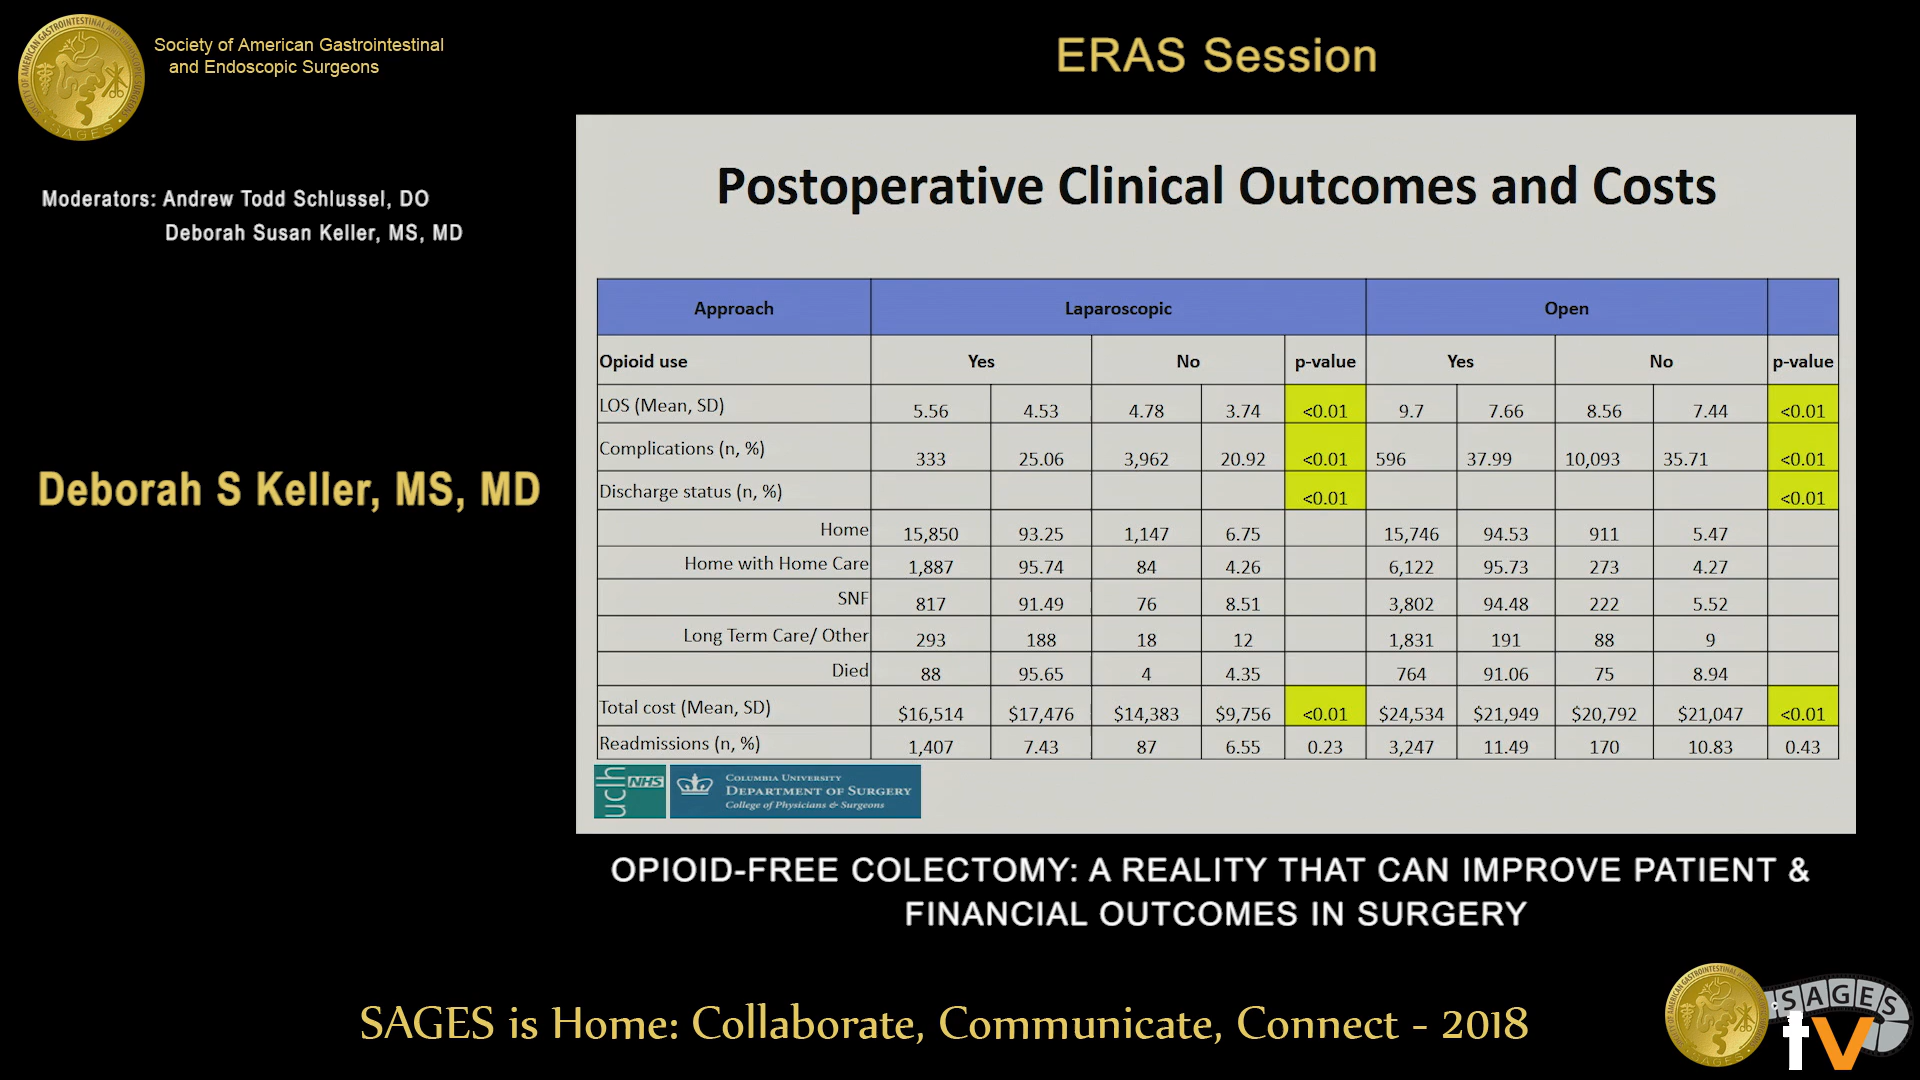 Society of American Gastrointestinal
and Endoscopic Surgeons
ERAS Session
Moderators: Andrew Todd Schlussel, DO
Deborah Susan Keller, MS, MD
Deborah S Keller, MS, MD
Postoperative Clinical Outcomes and Costs
Approach Laparoscopic Open
Opioid use Yes No p-value Yes No p-value
LOS (Mean, SD) 5.56 4.53 4.78 3.74 <0.01 9.7 7.66 8.56 7.44 <0.01
Complications (n, %) 333 25.06 3,962 20.92 <0.01 596 37.99 10,093 35.71 <0.01
Discharge status (n, %) <0.01 <0.01
Home 15,850 93.25 1,147 6.75 15,746 94.53 911 5.47
Home with Home Care 1,887 95.74 84 4.26 6,122 95.73 273 4.27
SNF 817 91.49 76 8.51 3,802 94.48 222 5.52
Long Term Care/ Other 293 188 18 12 1,831 191 88 9
Died 88 95.65 4 4.35 764 91.06 75 8.94
Total cost (Mean, SD) $16,514 $17,476 $14,383 $9,756 <0.01 $24,534 $21,949 $20,792 $21,047 <0.01
Readmissions (n, %) 1,407 7.43 87 6.55 0.23 3,247 11.49 170 10.83 0.43
uclh NHS
Columbia University
Department of Surgery
College of Physicians & Surgeons
OPIOID-FREE COLECTOMY: A REALITY THAT CAN IMPROVE PATIENT &
FINANCIAL OUTCOMES IN SURGERY
SAGES is Home: Collaborate, Communicate, Connect - 2018
SAGES
tv